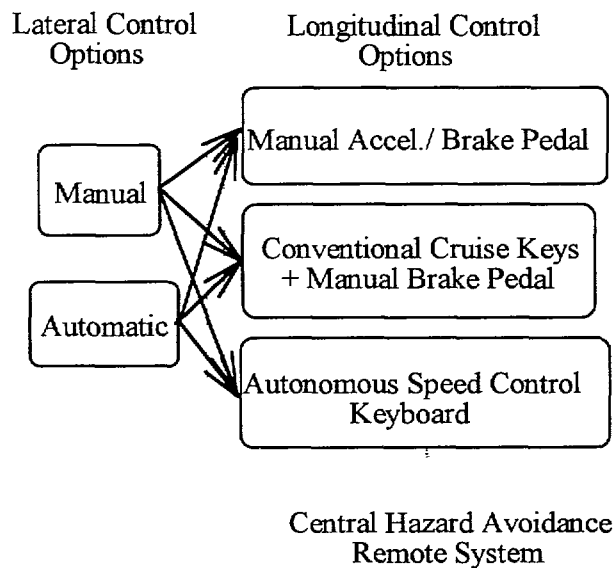 Lateral Control
Options
Longitudinal Control
Options
Manual
Automatic
Manual Accel./ Brake Pedal
Conventional Cruise Keys
+ Manual Brake Pedal
Autonomous Speed Control
Keyboard
Central Hazard Avoidance
Remote System